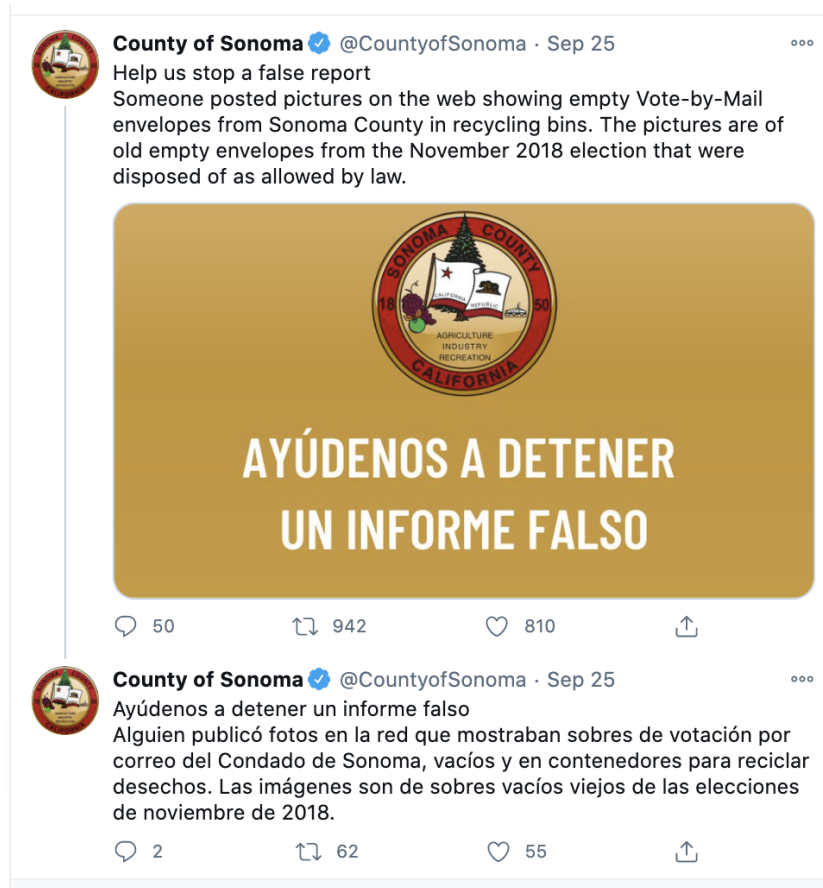 County of Sonoma @CountyofSonoma · Sep 25
Help us stop a false report
Someone posted pictures on the web showing empty Vote-by-Mail
envelopes from Sonoma County in recycling bins. The pictures are of
old empty envelopes from the November 2018 election that were
disposed of as allowed by law.
SONOMA COUNTY
18 50
CALIFORNIA REPUBLIC
AGRICULTURE
INDUSTRY
RECREATION
CALIFORNIA
AYÚDENOS A DETENER
UN INFORME FALSO
50 942 810
County of Sonoma @CountyofSonoma · Sep 25
Ayúdenos a detener un informe falso
Alguien publicó fotos en la red que mostraban sobres de votación por
correo del Condado de Sonoma, vacíos y en contenedores para reciclar
desechos. Las imágenes son de sobres vacíos viejos de las elecciones
de noviembre de 2018.
2 62 55